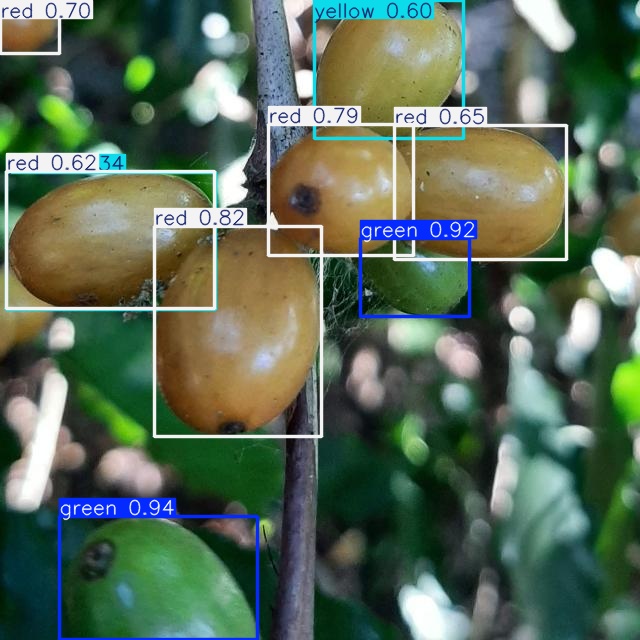 red 0.70
yellow 0.60
red 0.79
red 0.65
red 0.62
34
red 0.82
green 0.92
green 0.94